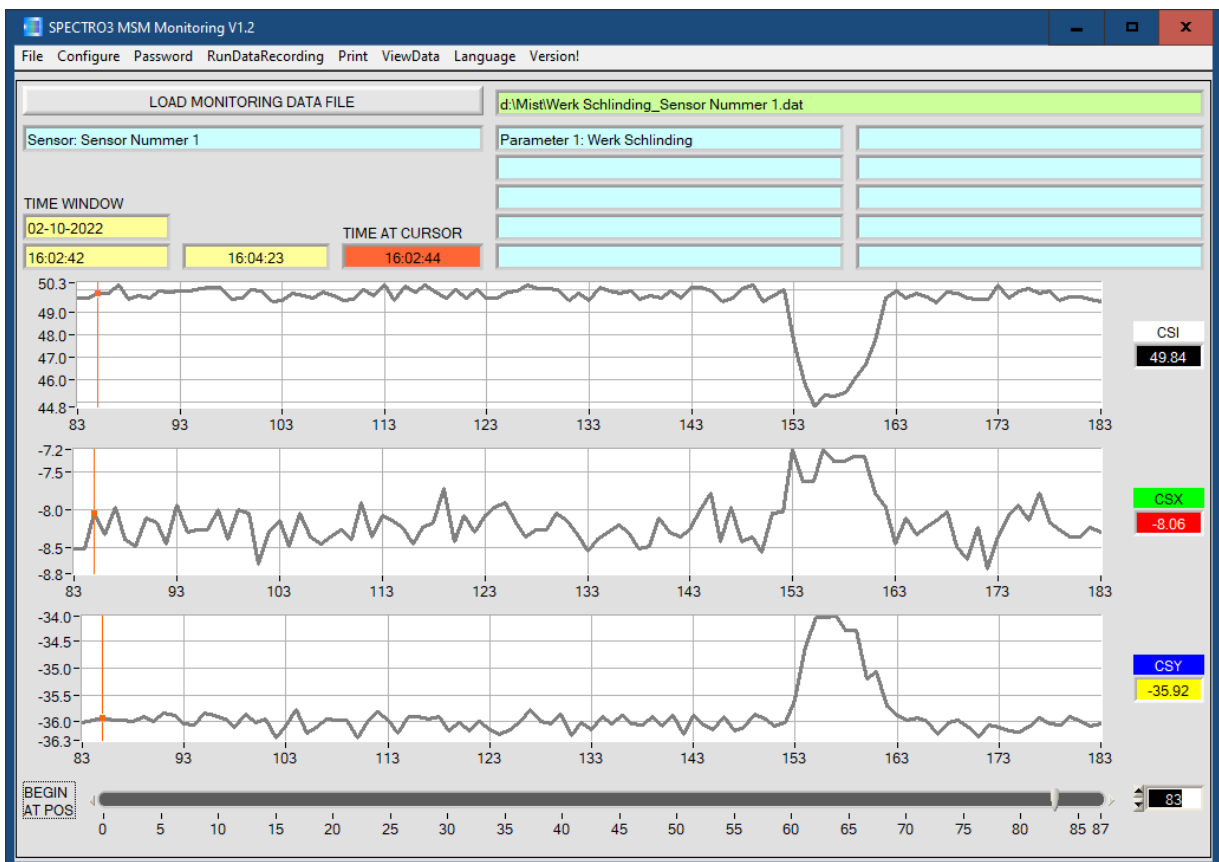 SPECTRO3 MSM Monitoring V1.2
File Configure Password RunDataRecording Print ViewData Language Version!
LOAD MONITORING DATA FILE
d:\Mist\Werk Schlinding_Sensor Nummer 1.dat
Sensor: Sensor Nummer 1
Parameter 1: Werk Schlinding
TIME WINDOW
02-10-2022
TIME AT CURSOR
16:02:42 16:04:23 16:02:44
50.3
49.0
48.0
47.0
46.0
44.8
83 93 103 113 123 133 143 153 163 173 183
CSI
49.84
-7.2
-7.5
-8.0
-8.5
-8.8
83 93 103 113 123 133 143 153 163 173 183
CSX
-8.06
-34.0
-34.5
-35.0
-35.5
-36.0
-36.3
83 93 103 113 123 133 143 153 163 173 183
CSY
-35.92
BEGIN
AT POS
83
0 5 10 15 20 25 30 35 40 45 50 55 60 65 70 75 80 85 87